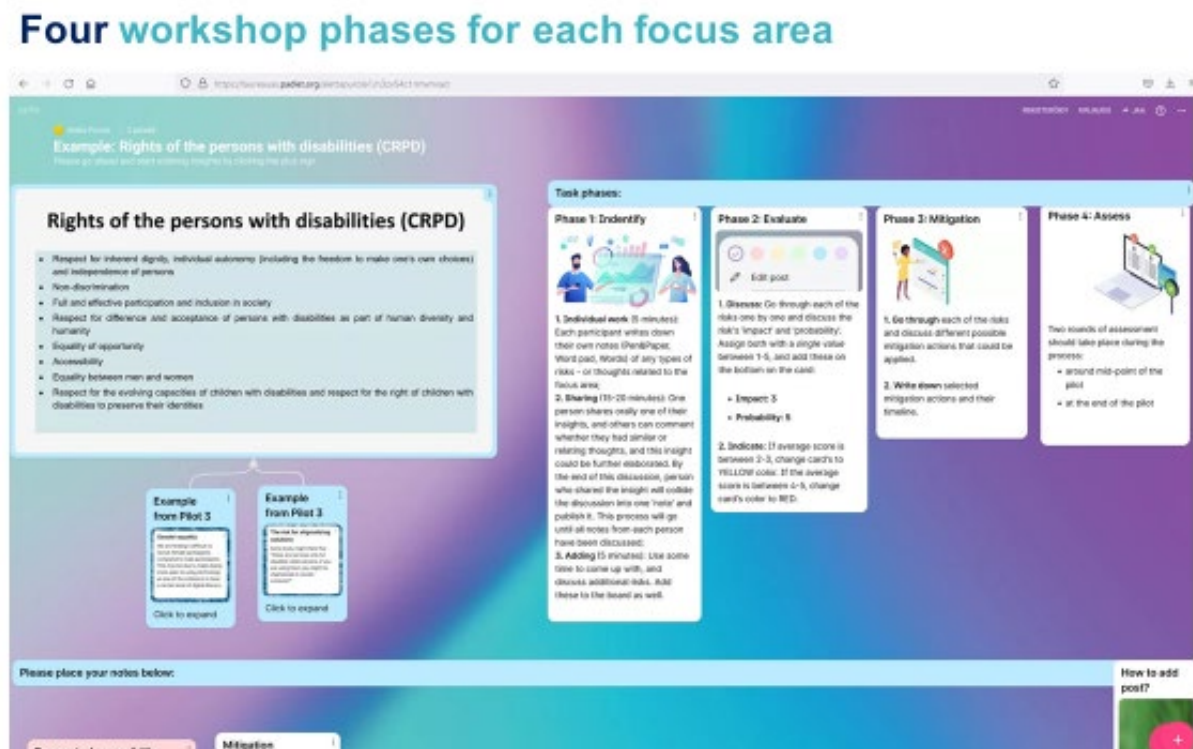 Four workshop phases for each focus area
Example: Rights of the persons with disabilities (CRPD)
Rights of the persons with disabilities (CRPD)
Respect for inherent dignity, individual autonomy (including the freedom to make one's own choices)
and independence of persons
Non-discrimination
Full and effective participation and inclusion in society
Respect for difference and acceptance of persons with disabilities as part of human diversity and
humanity
Equality of opportunity
Accessibility
Equality between men and women
Respect for the evolving capacities of children with disabilities and respect for the right of children with
disabilities to preserve their identities
Example
from Pilot 3
Click to expand
Example
from Pilot 3
Click to expand
Task phases:
Phase 1: Indentify
1. Individual work (5 minutes):
Each participant writes down
their own notes (Pen&Paper,
Word pad, Words) of any types of
risks - or thoughts related to the
focus area;
2. Sharing (15-20 minutes): One
person shares orally one of their
insights, and others can comment
whether they had similar or
relating thoughts, and this insight
could be further elaborated. By
the end of this discussion, person
who shared the insight will collide
the discussion into one 'note' and
publish it. This process will go
until all notes from each person
have been discussed;
3. Adding (5 minutes): Use some
time to come up with, and
discuss additional risks. Add
these to the board as well.
Phase 2: Evaluate
Edit post
1. Discuss: Go through each of the
risks one by one and discuss the
risk's 'impact' and 'probability'.
Assign both with a single value
between 1-5, and add these on
the bottom on the card:
Impact: 3
Probability: 5
2. Indicate: If average score is
between 2-3, change card's to
YELLOW color. If the average
score is between 4-5, change
card's color to RED.
Phase 3: Mitigation
1. Go through each of the risks
and discuss different possible
mitigation actions that could be
applied.
2. Write down selected
mitigation actions and their
timeline.
Phase 4: Assess
Two rounds of assessment
should take place during the
process:
around mid-point of the
pilot
at the end of the pilot
Please place your notes below:
How to add
post?
Mitigation